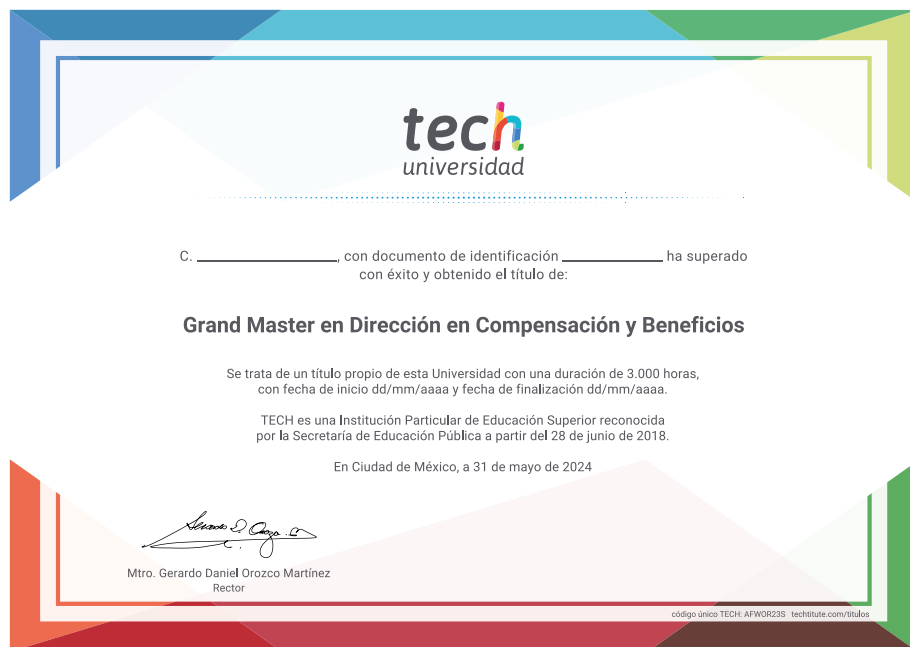 tech
universidad
C. ____________, con documento de identificación ____________ ha superado
con éxito y obtenido el título de:
Grand Master en Dirección en Compensación y Beneficios
Se trata de un título propio de esta Universidad con una duración de 3.000 horas,
con fecha de inicio dd/mm/aaaa y fecha de finalización dd/mm/aaaa.
TECH es una Institución Particular de Educación Superior reconocida
por la Secretaría de Educación Pública a partir del 28 de junio de 2018.
En Ciudad de México, a 31 de mayo de 2024
Mtro. Gerardo Daniel Orozco Martínez
Rector
código único TECH: AFWOR23S techtitute.com/titulos